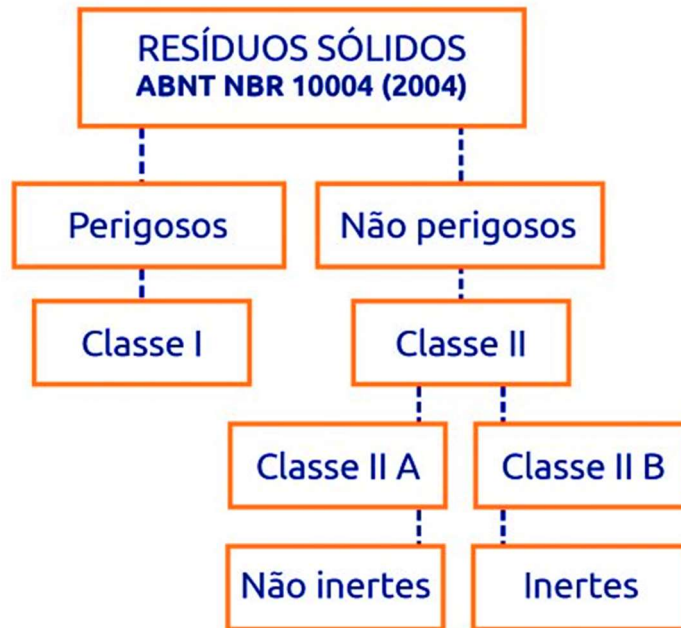 RESÍDUOS SÓLIDOS
ABNT NBR 10004 (2004)
Perigosos
Não perigosos
Classe I
Classe II
Classe II A
Classe II B
Não inertes
Inertes